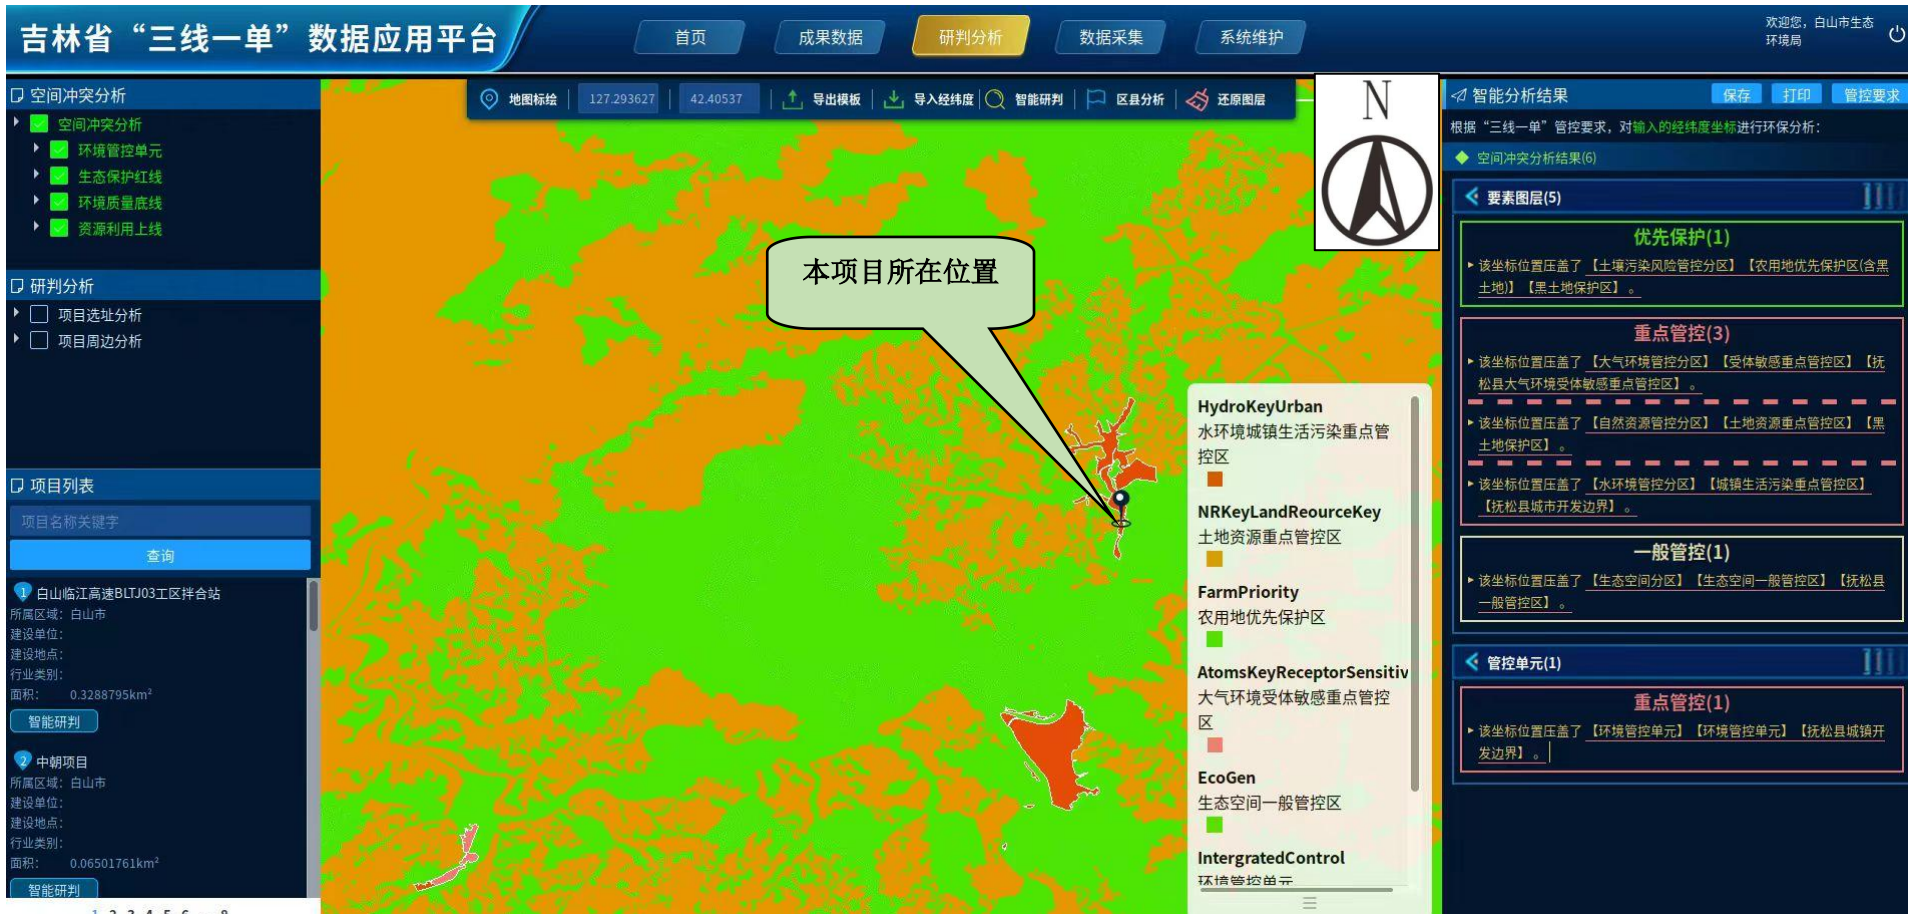 吉林省“三线一单”数据应用平台
首页
成果数据
研判分析
数据采集
系统维护
欢迎您，白山市生态
环境局
空间冲突分析
空间冲突分析
环境管控单元
生态保护红线
环境质量底线
资源利用上线
研判分析
项目选址分析
项目周边分析
项目列表
项目名称关键字
查询
1 白山临江高速BLTJ03工区拌合站
所属区域：白山市
建设单位：
建设地点：
行业类别：
面积： 0.3288795km²
智能研判
2 中朝项目
所属区域：白山市
建设单位：
建设地点：
行业类别：
面积： 0.06501761km²
智能研判
1 2 3 4 5 6 ... 8
地图标绘
127.293627
42.40537
导出模板
导入经纬度
智能研判
区县分析
还原图层
N
本项目所在位置
HydroKeyUrban
水环境城镇生活污染重点管
控区
NRKeyLandReourceKey
土地资源重点管控区
FarmPriority
农用地优先保护区
AtomsKeyReceptorSensitiv
大气环境受体敏感重点管控
区
EcoGen
生态空间一般管控区
IntergratedControl
环境管控单元
智能分析结果
保存
打印
管控要求
根据“三线一单”管控要求，对输入的经纬度坐标进行环保分析：
空间冲突分析结果(6)
要素图层(5)
优先保护(1)
该坐标位置压盖了 【土壤污染风险管控分区】【农用地优先保护区(含黑
土地)】【黑土地保护区】 。
重点管控(3)
该坐标位置压盖了 【大气环境管控分区】【受体敏感重点管控区】【抚
松县大气环境受体敏感重点管控区】 。
该坐标位置压盖了 【自然资源管控分区】【土地资源重点管控区】【黑
土地保护区】 。
该坐标位置压盖了 【水环境管控分区】【城镇生活污染重点管控区】
【抚松县城市开发边界】 。
一般管控(1)
该坐标位置压盖了 【生态空间分区】【生态空间一般管控区】【抚松县
一般管控区】 。
管控单元(1)
重点管控(1)
该坐标位置压盖了 【环境管控单元】【环境管控单元】【抚松县城镇开
发边界】 。